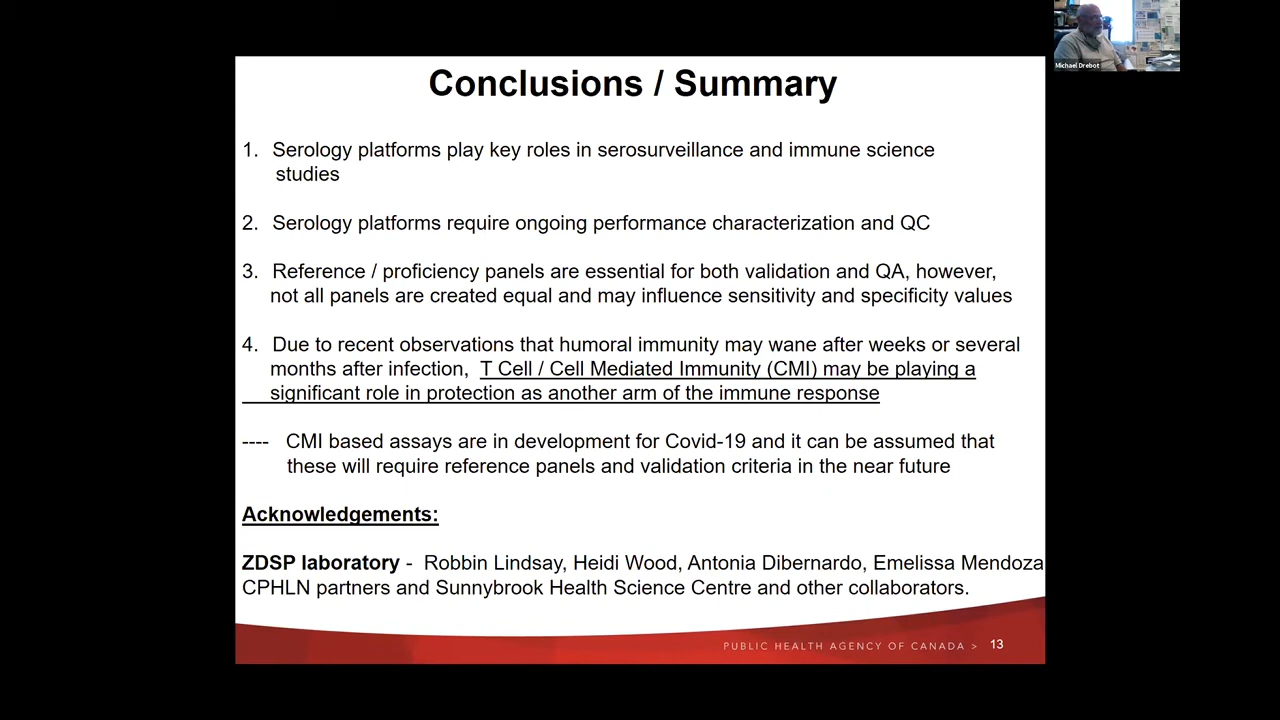 Michael Drebot
Conclusions / Summary
1. Serology platforms play key roles in serosurveillance and immune science
studies
2. Serology platforms require ongoing performance characterization and QC
3. Reference / proficiency panels are essential for both validation and QA, however,
not all panels are created equal and may influence sensitivity and specificity values
4. Due to recent observations that humoral immunity may wane after weeks or several
months after infection, T Cell / Cell Mediated Immunity (CMI) may be playing a
significant role in protection as another arm of the immune response
---- CMI based assays are in development for Covid-19 and it can be assumed that
these will require reference panels and validation criteria in the near future
Acknowledgements:
ZDSP laboratory - Robbin Lindsay, Heidi Wood, Antonia Dibernardo, Emelissa Mendoza
CPHLN partners and Sunnybrook Health Science Centre and other collaborators.
PUBLIC HEALTH AGENCY OF CANADA > 13